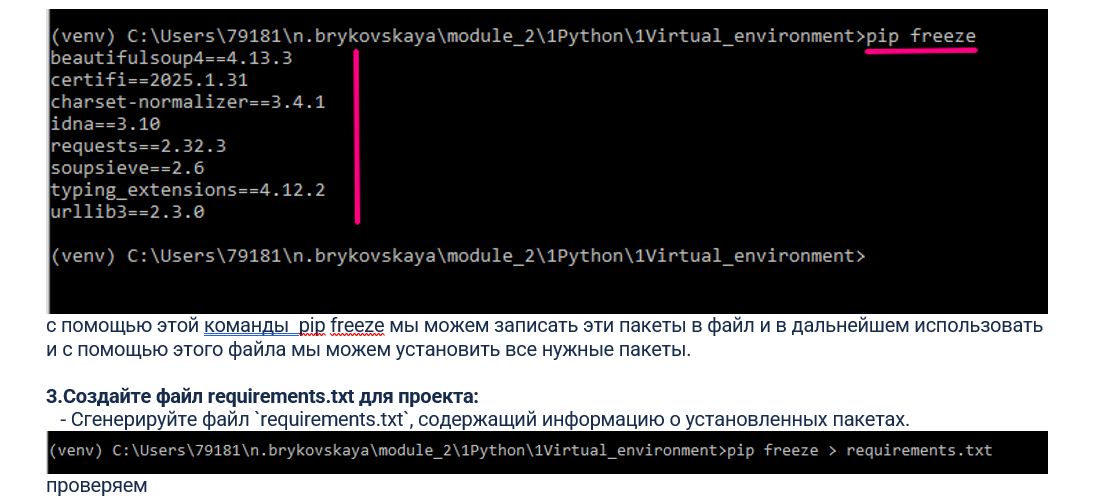 (venv) C:\Users\79181\n.brykovskaya\module_2\1Python\1Virtual_environment>pip freeze
beautifulsoup4==4.13.3
certifi==2025.1.31
charset-normalizer==3.4.1
idna==3.10
requests==2.32.3
soupsieve==2.6
typing_extensions==4.12.2
urllib3==2.3.0
(venv) C:\Users\79181\n.brykovskaya\module_2\1Python\1Virtual_environment>
с помощью этой команды  pip freeze мы можем записать эти пакеты в файл и в дальнейшем использовать
и с помощью этого файла мы можем установить все нужные пакеты.
3.Создайте файл requirements.txt для проекта:
- Сгенерируйте файл `requirements.txt`, содержащий информацию о установленных пакетах.
(venv) C:\Users\79181\n.brykovskaya\module_2\1Python\1Virtual_environment>pip freeze > requirements.txt
проверяем